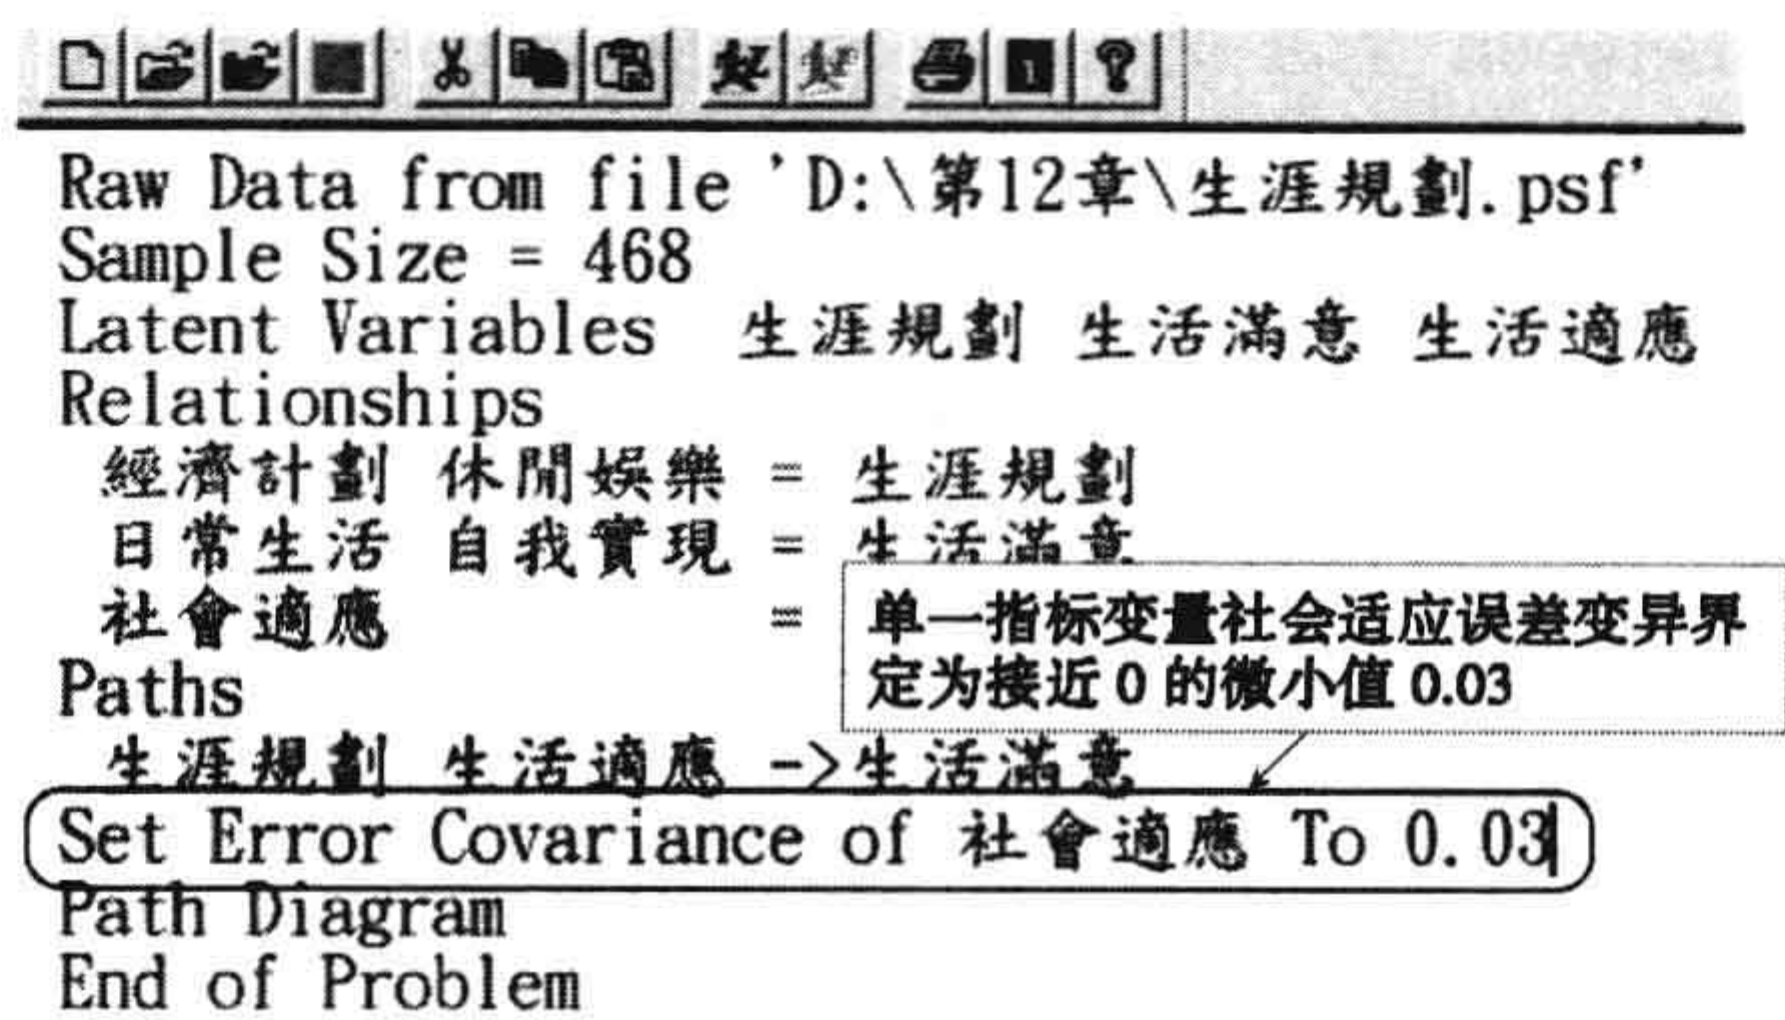 Raw Data from file 'D:\第12章\生涯規劃.psf'
Sample Size = 468
Latent Variables 生涯規劃 生活滿意 生活適應
Relationships
經濟計劃 休閒娛樂 = 生涯規劃
日常生活 自我實現 = 生活滿意
社會適應 =
单一指标变量社会适应误差变异界
定为接近 0 的微小值 0.03
Paths
生涯規劃 生活適應 ->生活滿意
Set Error Covariance of 社會適應 To 0.03
Path Diagram
End of Problem